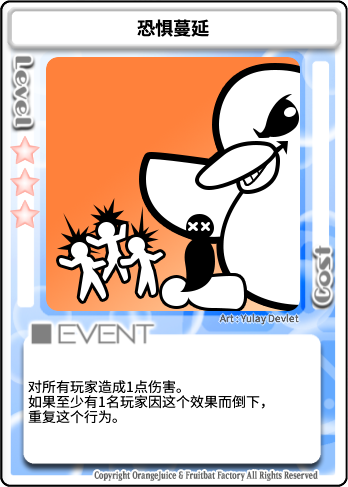 恐惧蔓延
Level
Cost
Art : Yulay Devlet
EVENT
对所有玩家造成1点伤害。
如果至少有1名玩家因这个效果而倒下，
重复这个行为。
Copyright OrangeJuice & Fruitbat Factory All Rights Reserved